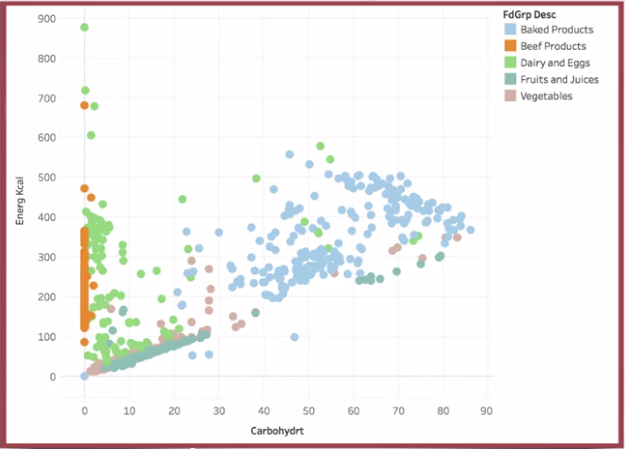 FdGrp Desc
Baked Products
Beef Products
Dairy and Eggs
Fruits and Juices
Vegetables
Energ Kcal
900
800
700
600
500
400
300
200
100
0
0 10 20 30 40 50 60 70 80 90
Carbohydrt